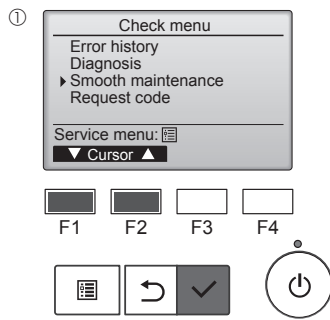 ①
Check menu
Error history
Diagnosis
Smooth maintenance
Request code
Service menu:
▼ Cursor ▲
F1 F2 F3 F4